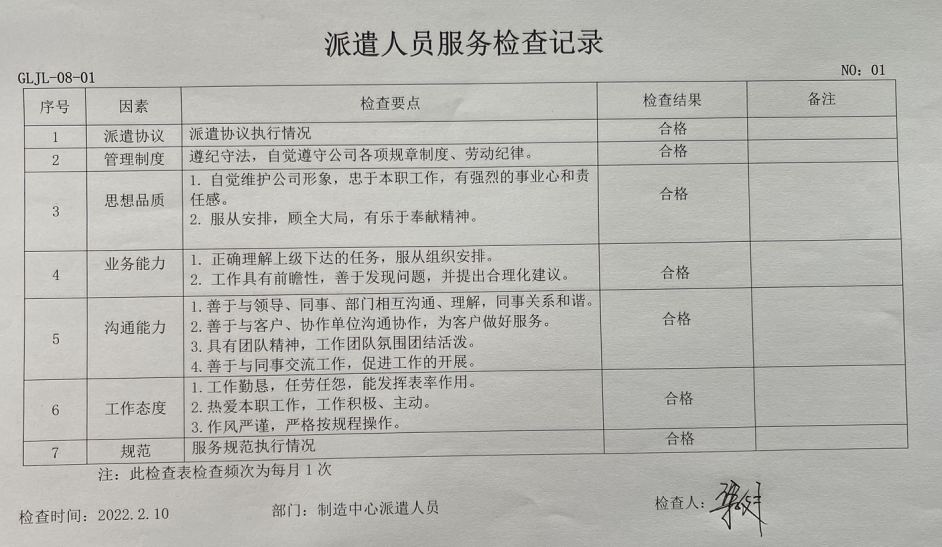 派遣人员服务检查记录
GLJL-08-01
NO：01
序号 因素 检查要点 检查结果 备注
1 派遣协议 派遣协议执行情况 合格
2 管理制度 遵纪守法，自觉遵守公司各项规章制度、劳动纪律。 合格
3 思想品质 1. 自觉维护公司形象，忠于本职工作，有强烈的事业心和责
任感。 合格
2. 服从安排，顾全大局，有乐于奉献精神。
4 业务能力 1. 正确理解上级下达的任务，服从组织安排。
2. 工作具有前瞻性，善于发现问题，并提出合理化建议。 合格
5 沟通能力 1.善于与领导、同事、部门相互沟通、理解，同事关系和谐。
2.善于与客户、协作单位沟通协作，为客户做好服务。 合格
3.具有团队精神，工作团队氛围团结活泼。
4.善于与同事交流工作，促进工作的开展。
6 工作态度 1.工作勤恳，任劳任怨，能发挥表率作用。
2.热爱本职工作，工作积极、主动。 合格
3.作风严谨，严格按规程操作。
7 规范 服务规范执行情况 合格
注：此检查表检查频次为每月1次
检查时间：2022.2.10 部门：制造中心派遣人员 检查人：